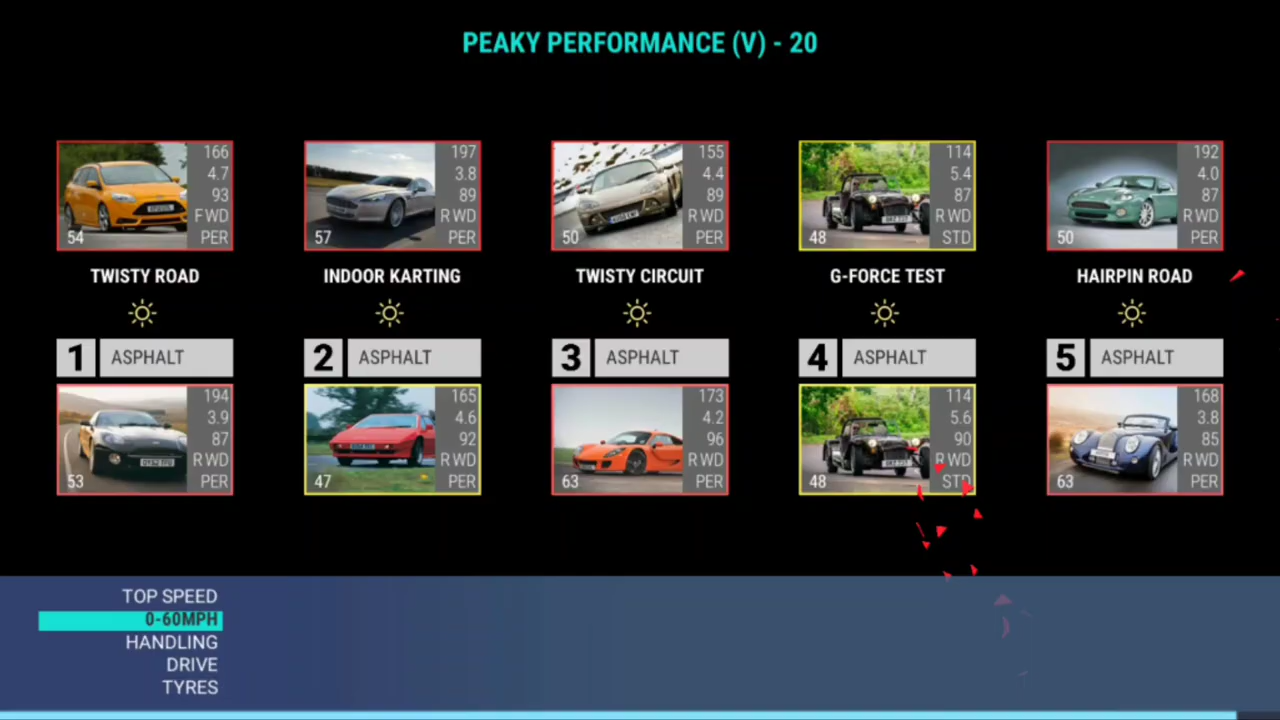 PEAKY PERFORMANCE (V) - 20
166
4.7
93
FWD
PER
54
197
3.8
89
RWD
PER
57
155
4.4
89
RWD
PER
50
114
5.4
87
RWD
STD
48
192
4.0
87
RWD
PER
50
TWISTY ROAD
INDOOR KARTING
TWISTY CIRCUIT
G-FORCE TEST
HAIRPIN ROAD
1 ASPHALT
2 ASPHALT
3 ASPHALT
4 ASPHALT
5 ASPHALT
194
3.9
87
RWD
PER
53
165
4.6
92
RWD
PER
47
173
4.2
96
RWD
PER
63
114
5.6
90
RWD
STD
48
168
3.8
85
RWD
PER
63
TOP SPEED
0-60MPH
HANDLING
DRIVE
TYRES